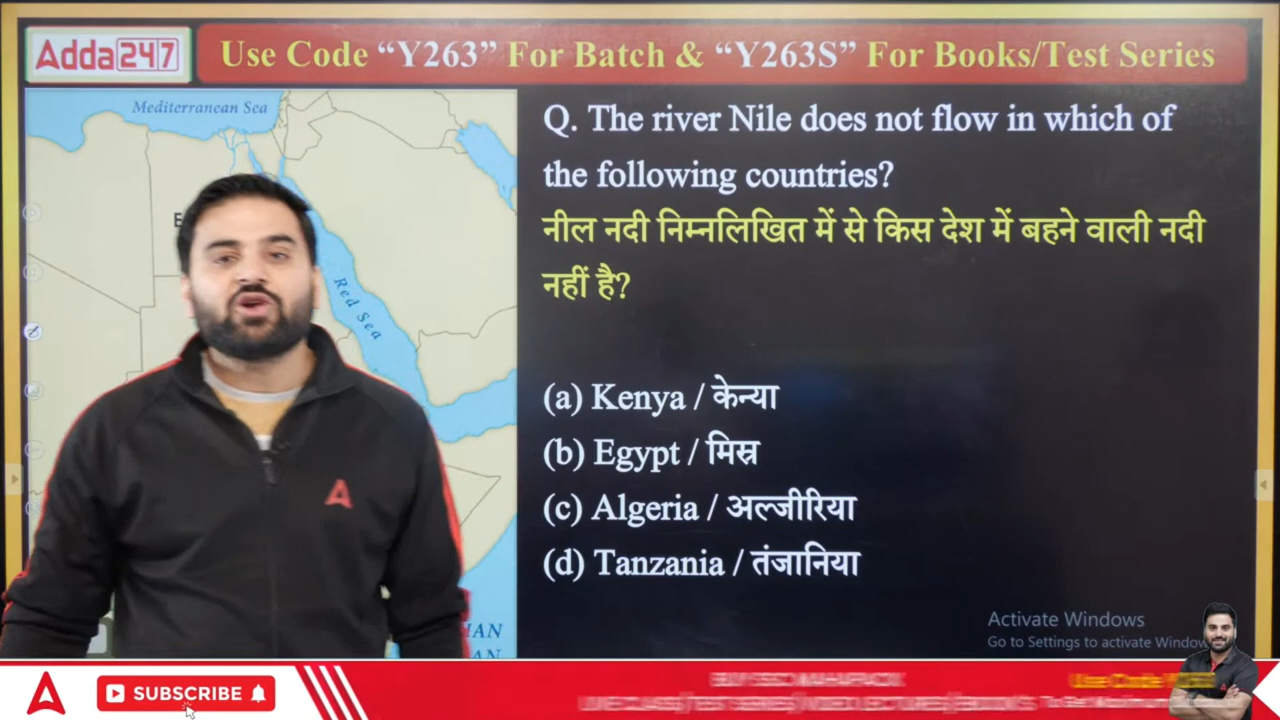 Adda247
Use Code “Y263” For Batch & “Y263S” For Books/Test Series
Mediterranean Sea
E
Red Sea
Q. The river Nile does not flow in which of
the following countries?
नील नदी निम्नलिखित में से किस देश में बहने वाली नदी
नहीं है?
(a) Kenya / केन्या
(b) Egypt / मिस्र
(c) Algeria / अल्जीरिया
(d) Tanzania / तंजानिया
Activate Windows
Go to Settings to activate Window
SUBSCRIBE